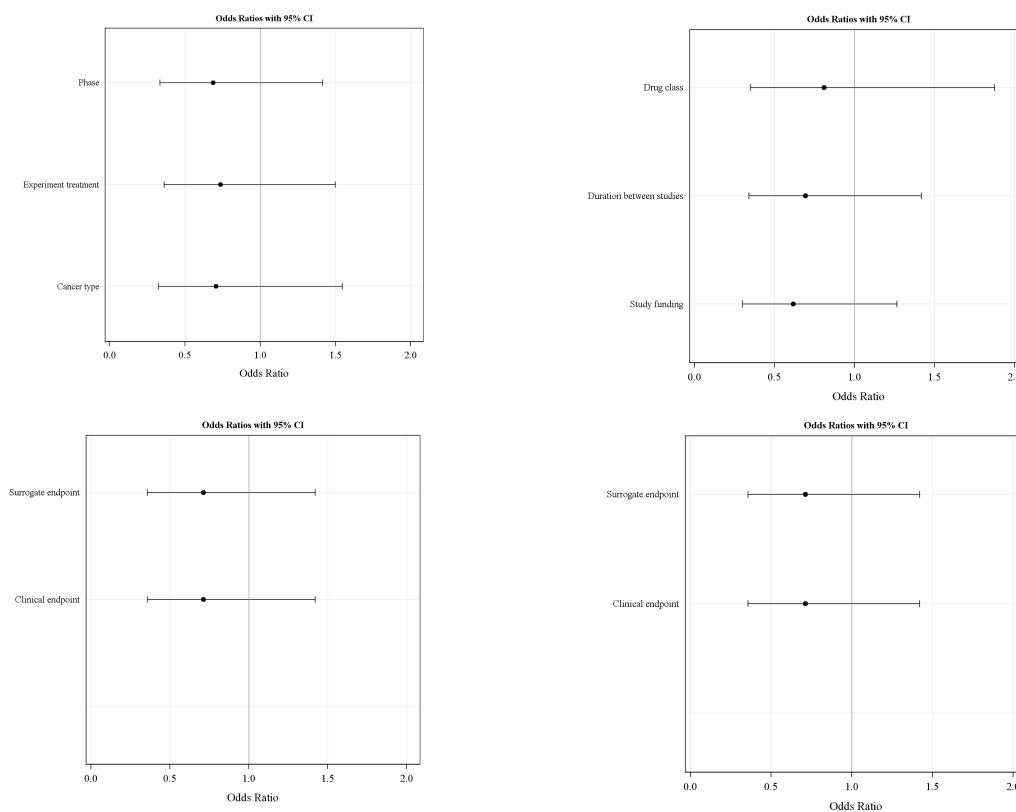 Odds Ratios with 95% CI
Phase
Experiment treatment
Cancer type
0.0 0.5 1.0 1.5 2.0
Odds Ratio
Odds Ratios with 95% CI
Drug class
Duration between studies
Study funding
0.0 0.5 1.0 1.5 2.
Odds Ratio
Odds Ratios with 95% CI
Surrogate endpoint
Clinical endpoint
0.0 0.5 1.0 1.5 2.0
Odds Ratio
Odds Ratios with 95% CI
Surrogate endpoint
Clinical endpoint
0.0 0.5 1.0 1.5 2.
Odds Ratio